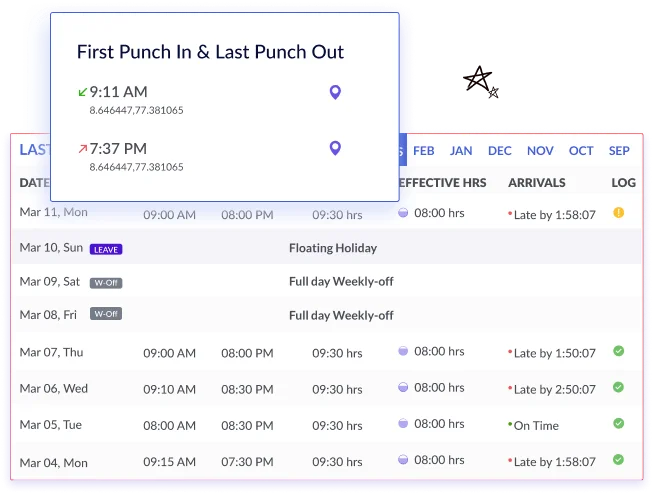 First Punch In & Last Punch Out
9:11 AM
8.646447,77.381065
7:37 PM
8.646447,77.381065
LAST
S FEB JAN DEC NOV OCT SEP
DATE EFFECTIVE HRS ARRIVALS LOG
Mar 11, Mon 09:00 AM 08:00 PM 09:30 hrs 08:00 hrs Late by 1:58:07
Mar 10, Sun LEAVE Floating Holiday
Mar 09, Sat W-Off Full day Weekly-off
Mar 08, Fri W-Off Full day Weekly-off
Mar 07, Thu 09:00 AM 08:00 PM 09:30 hrs 08:00 hrs Late by 1:50:07
Mar 06, Wed 09:10 AM 08:30 PM 09:30 hrs 08:00 hrs Late by 2:50:07
Mar 05, Tue 08:00 AM 08:30 PM 09:30 hrs 08:00 hrs On Time
Mar 04, Mon 09:15 AM 07:30 PM 09:30 hrs 08:00 hrs Late by 1:58:07